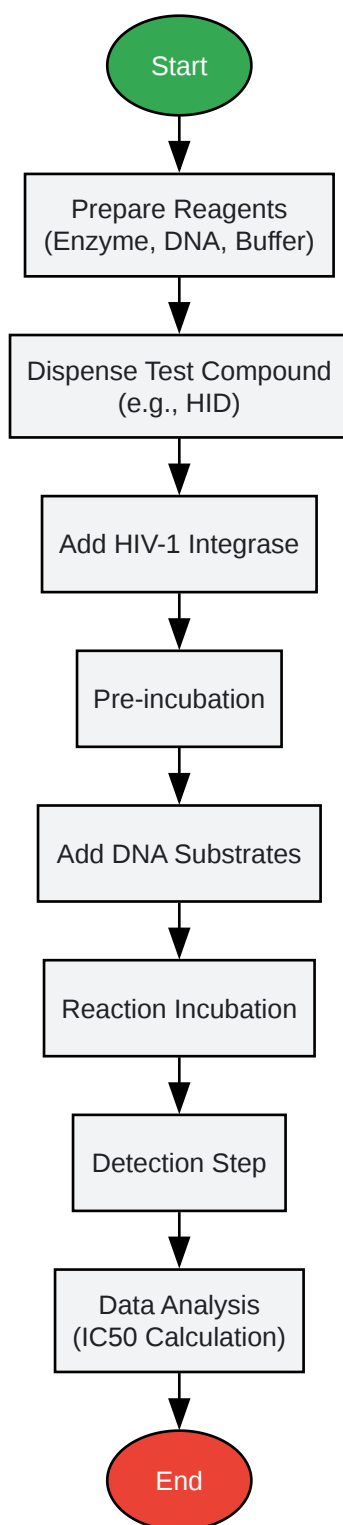 Start
Prepare Reagents
(Enzyme, DNA, Buffer)
Dispense Test Compound
(e.g., HID)
Add HIV-1 Integrase
Pre-incubation
Add DNA Substrates
Reaction Incubation
Detection Step
Data Analysis
(IC50 Calculation)
End